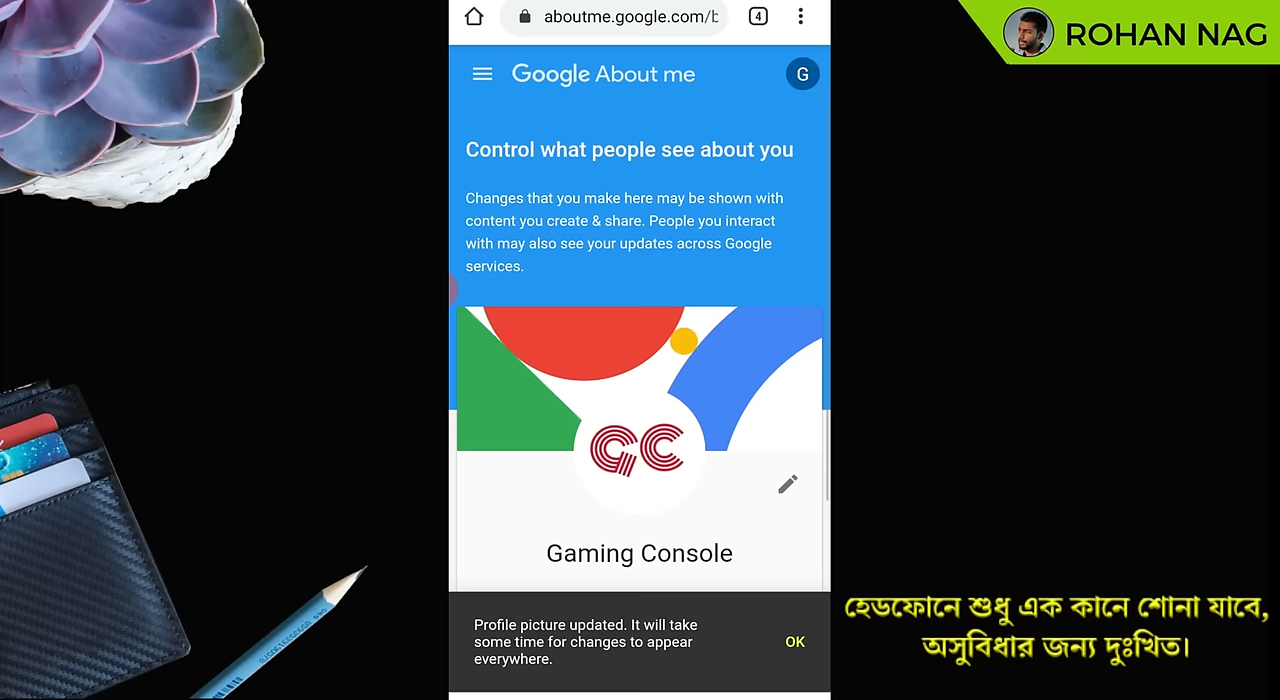 aboutme.google.com/b
4
ROHAN NAG
Google About me
G
Control what people see about you
Changes that you make here may be shown with
content you create & share. People you interact
with may also see your updates across Google
services.
GC
Gaming Console
Profile picture updated. It will take
some time for changes to appear
everywhere.
OK
হেডফোনে শুধু এক কানে শোনা যাবে,
অসুবিধার জন্য দুঃখিত।